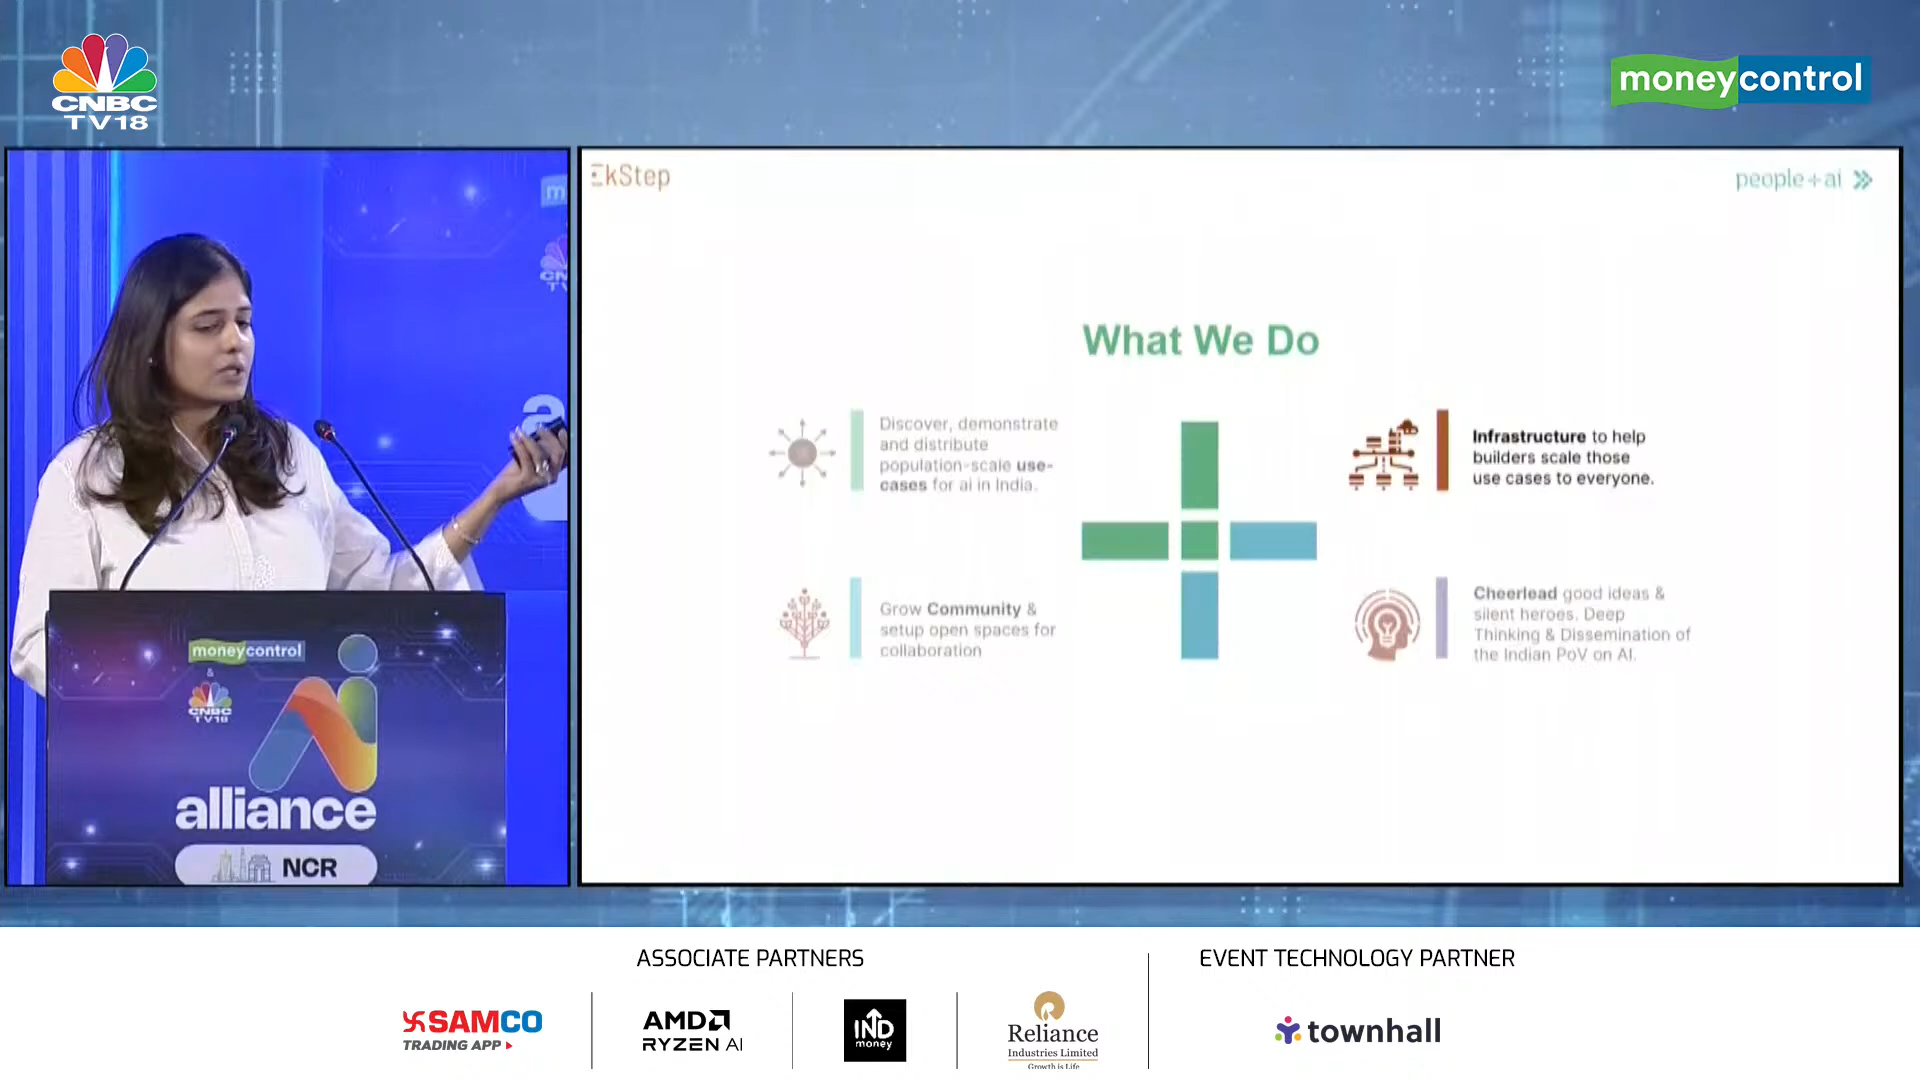 CNBC
TV18
moneycontrol
EkStep
people+ai
What We Do
Discover, demonstrate
and distribute
population-scale use-
cases for ai in India.
Infrastructure to help
builders scale those
use cases to everyone.
Grow Community &
setup open spaces for
collaboration
Cheerlead good ideas &
silent heroes. Deep
Thinking & Dissemination of
the Indian PoV on AI.
moneycontrol
&
CNBC
TV18
ai
alliance
NCR
ASSOCIATE PARTNERS
EVENT TECHNOLOGY PARTNER
SAMCO
TRADING APP
AMD
RYZEN AI
IND
money
Reliance
Industries Limited
Growth is Life
townhall